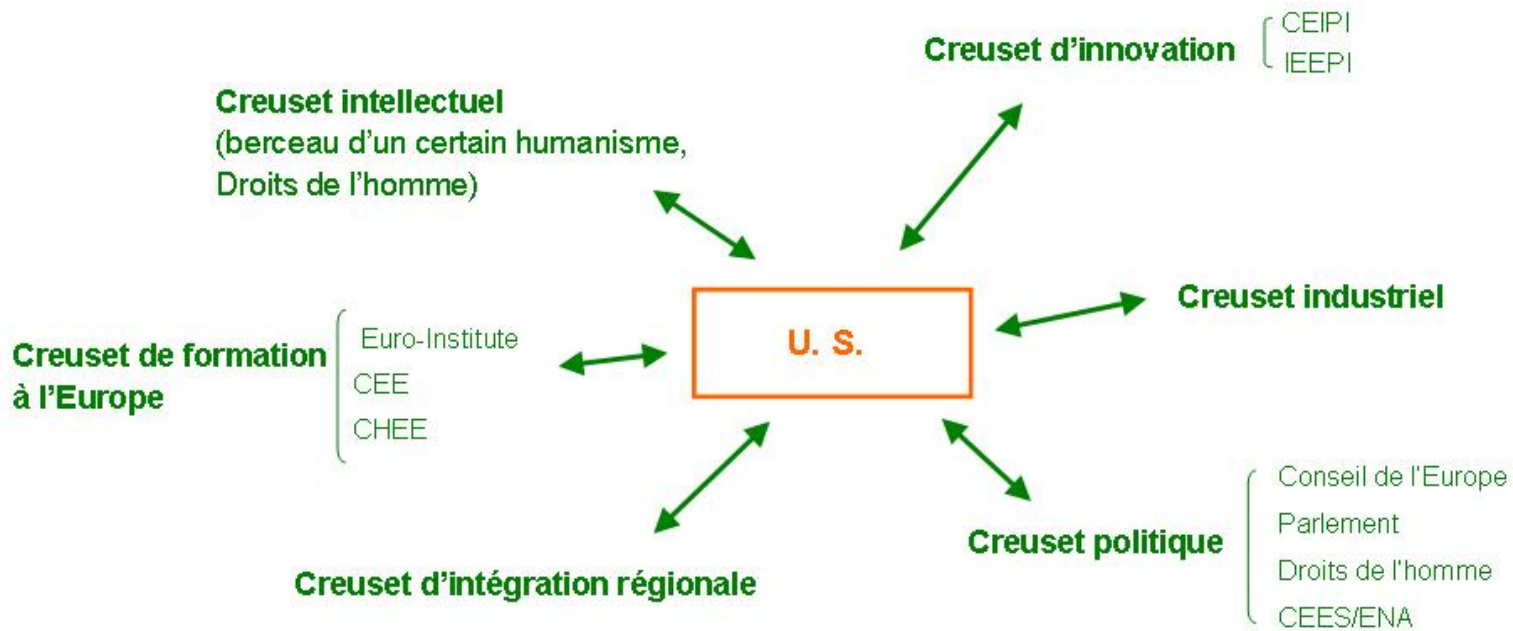 Creuset d’innovation
CEIPI
IEEPI
Creuset intellectuel
(berceau d’un certain humanisme,
Droits de l’homme)
Creuset industriel
U. S.
Creuset de formation
à l’Europe
Euro-Institute
CEE
CHEE
Creuset politique
Conseil de l’Europe
Parlement
Droits de l’homme
CEES/ENA
Creuset d’intégration régionale